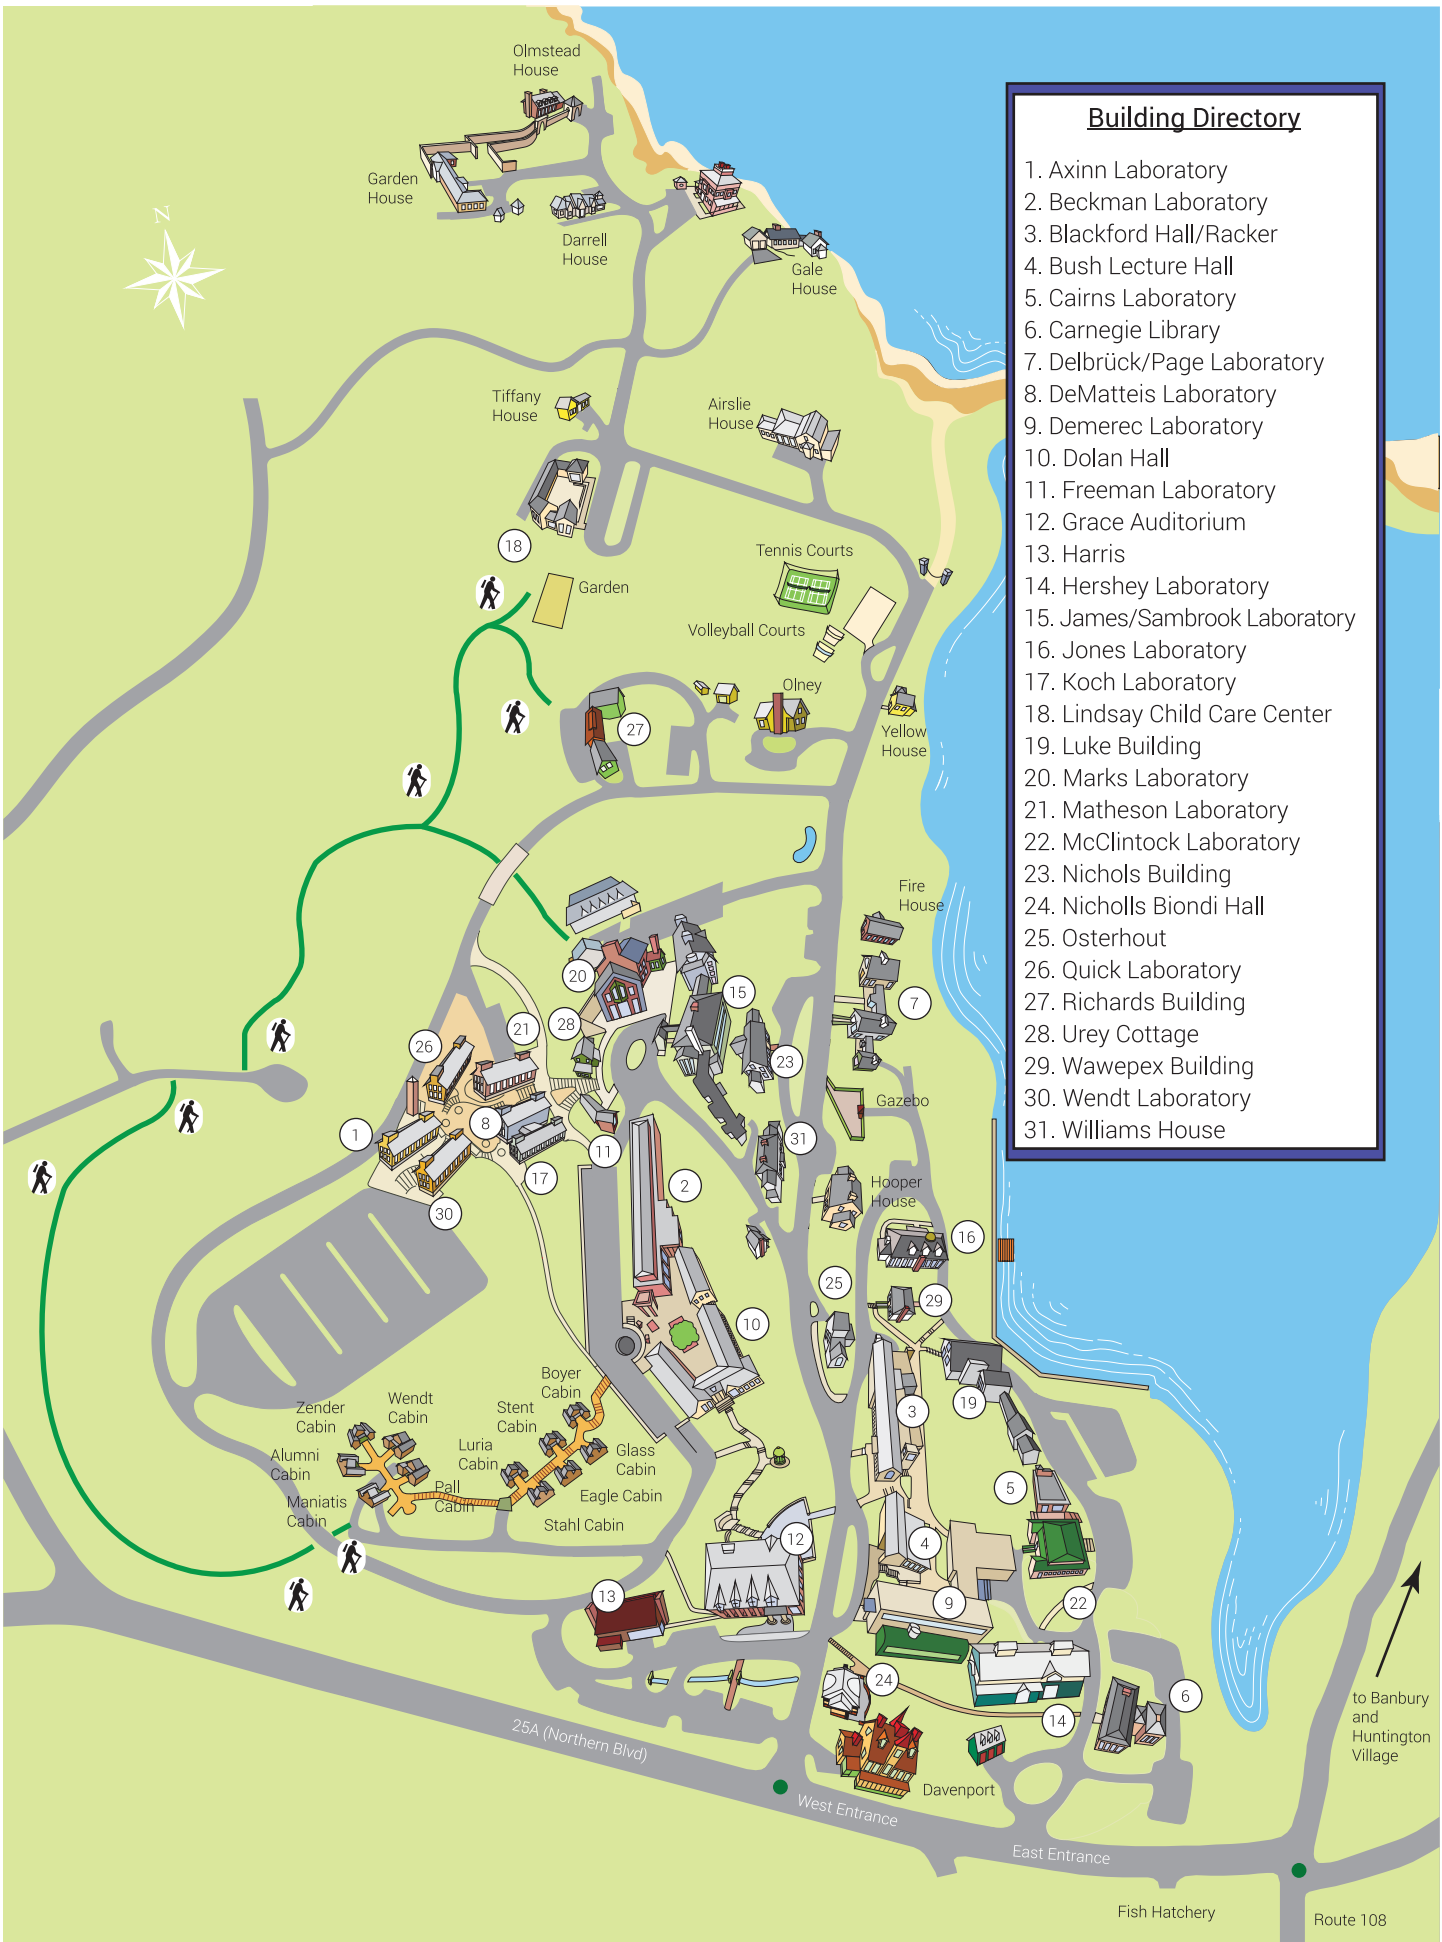 Olmstead
House
Garden
House
N
Darrell
House
Gale
House
Building Directory
1. Axinn Laboratory
2. Beckman Laboratory
3. Blackford Hall/Racker
4. Bush Lecture Hall
5. Cairns Laboratory
6. Carnegie Library
7. Delbrück/Page Laboratory
8. DeMatteis Laboratory
9. Demerec Laboratory
10. Dolan Hall
11. Freeman Laboratory
12. Grace Auditorium
13. Harris
14. Hershey Laboratory
15. James/Sambrook Laboratory
16. Jones Laboratory
17. Koch Laboratory
18. Lindsay Child Care Center
19. Luke Building
20. Marks Laboratory
21. Matheson Laboratory
22. McClintock Laboratory
23. Nichols Building
24. Nicholls Biondi Hall
25. Osterhout
26. Quick Laboratory
27. Richards Building
28. Urey Cottage
29. Wawepex Building
30. Wendt Laboratory
31. Williams House
Tiffany
House
Airslie
House
18
Tennis Courts
Garden
Volleyball Courts
Olney
27
Yellow
House
Fire
House
20
15
7
28
21
26
23
Gazebo
8
1
11
31
17
2
Hooper
House
30
16
25
29
10
Boyer
Cabin
Wendt
Cabin
Zender
Cabin
Stent
Cabin
3
19
Luria
Cabin
Glass
Cabin
Alumni
Cabin
Pall
Cabin
Eagle Cabin
5
Maniatis
Cabin
Stahl Cabin
12
4
13
9
22
24
6
14
to Banbury
and
Huntington
Village
25A (Northern Blvd)
Davenport
West Entrance
East Entrance
Fish Hatchery
Route 108